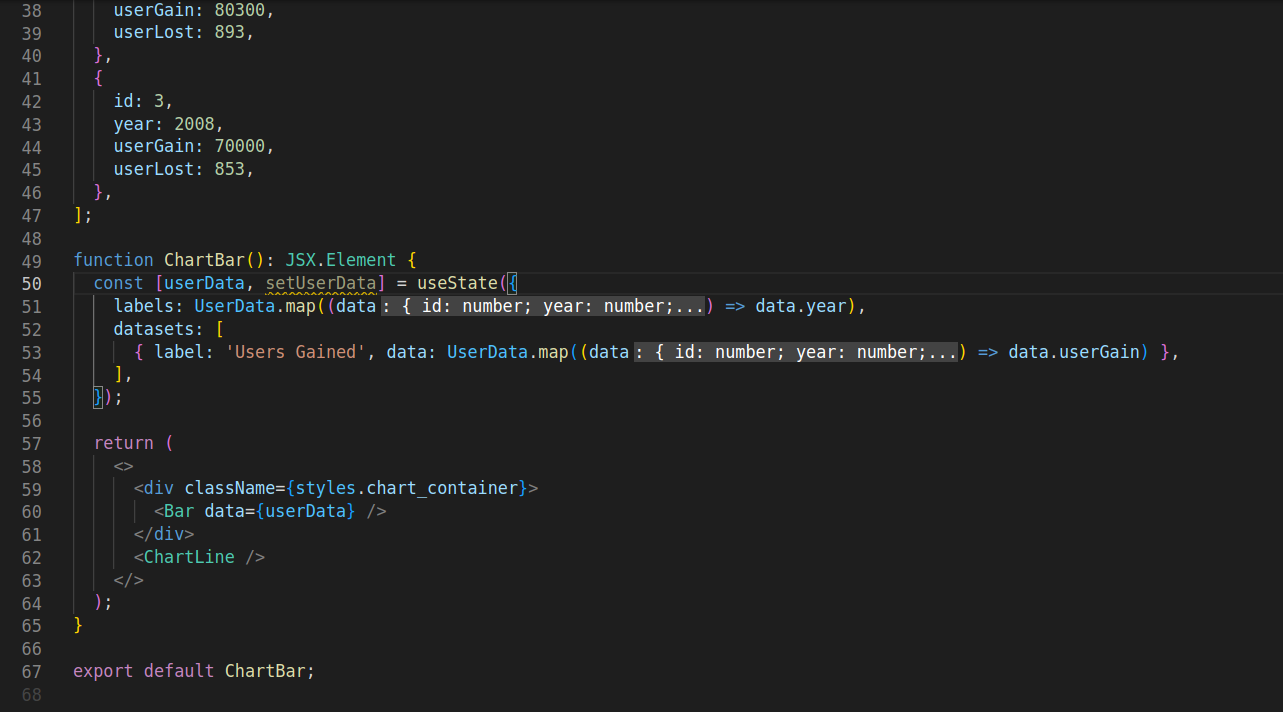 38 userGain: 80300,
39 userLost: 893,
40 },
41 {
42 id: 3,
43 year: 2008,
44 userGain: 70000,
45 userLost: 853,
46 },
47 ];
48
49 function ChartBar(): JSX.Element {
50 const [userData, setUserData] = useState({
51 labels: UserData.map((data: { id: number; year: number;...) => data.year),
52 datasets: [
53 { label: 'Users Gained', data: UserData.map((data: { id: number; year: number;...) => data.userGain) },
54 ],
55 });
56
57 return (
58 <>
59 <div className={styles.chart_container}>
60 <Bar data={userData} />
61 </div>
62 <ChartLine />
63 </>
64 );
65 }
66
67 export default ChartBar;
68